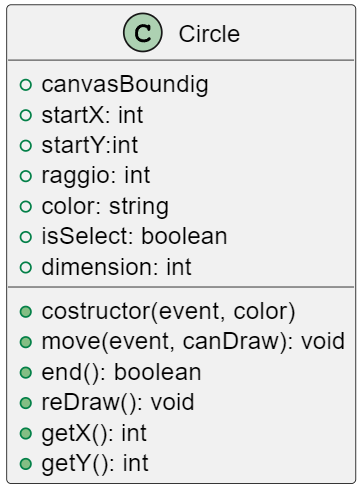 C Circle
canvasBoundig
startX: int
startY:int
raggio: int
color: string
isSelect: boolean
dimension: int
costructor(event, color)
move(event, canDraw): void
end(): boolean
reDraw(): void
getX(): int
getY(): int